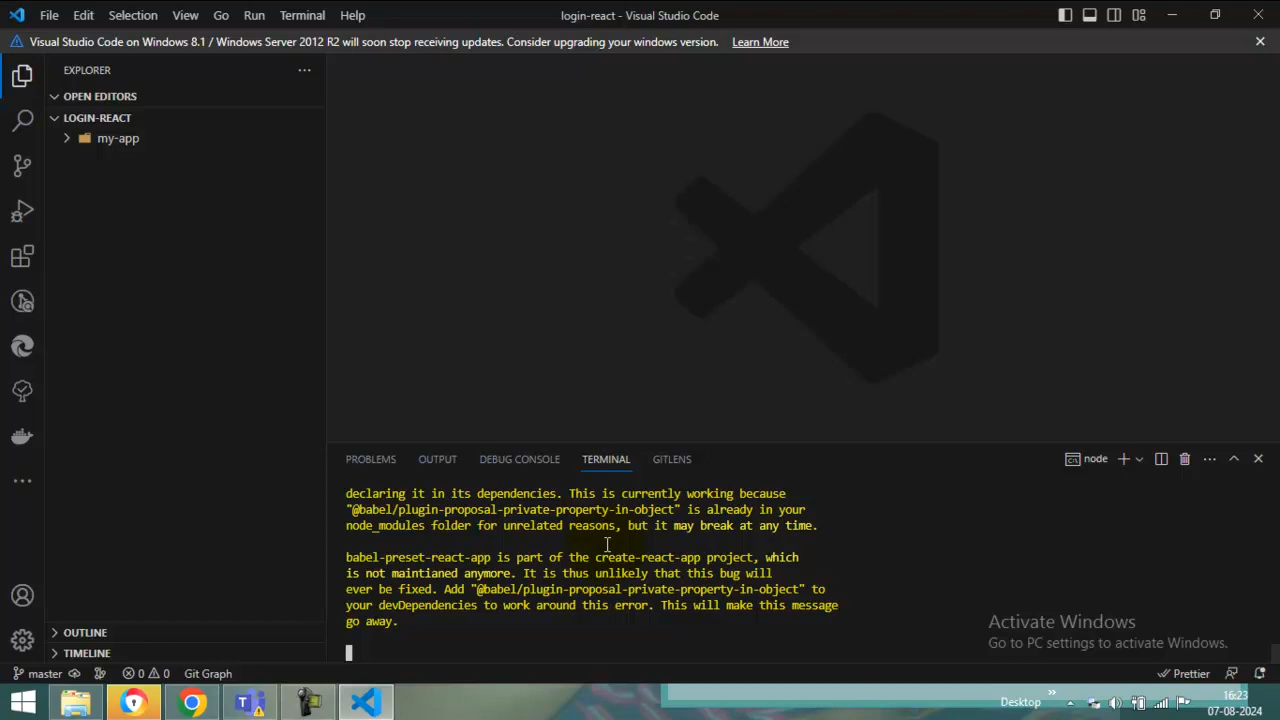 File Edit Selection View Go Run Terminal Help login-react - Visual Studio Code
Visual Studio Code on Windows 8.1 / Windows Server 2012 R2 will soon stop receiving updates. Consider upgrading your windows version. Learn More
EXPLORER
OPEN EDITORS
LOGIN-REACT
my-app
PROBLEMS OUTPUT DEBUG CONSOLE TERMINAL GITLENS node
declaring it in its dependencies. This is currently working because
"@babel/plugin-proposal-private-property-in-object" is already in your
node_modules folder for unrelated reasons, but it may break at any time.
babel-preset-react-app is part of the create-react-app project, which
is not maintianed anymore. It is thus unlikely that this bug will
ever be fixed. Add "@babel/plugin-proposal-private-property-in-object" to
your devDependencies to work around this error. This will make this message
go away.
Activate Windows
Go to PC settings to activate Windows.
OUTLINE
TIMELINE
master 0 0 Git Graph Prettier
Desktop 16:23
07-08-2024